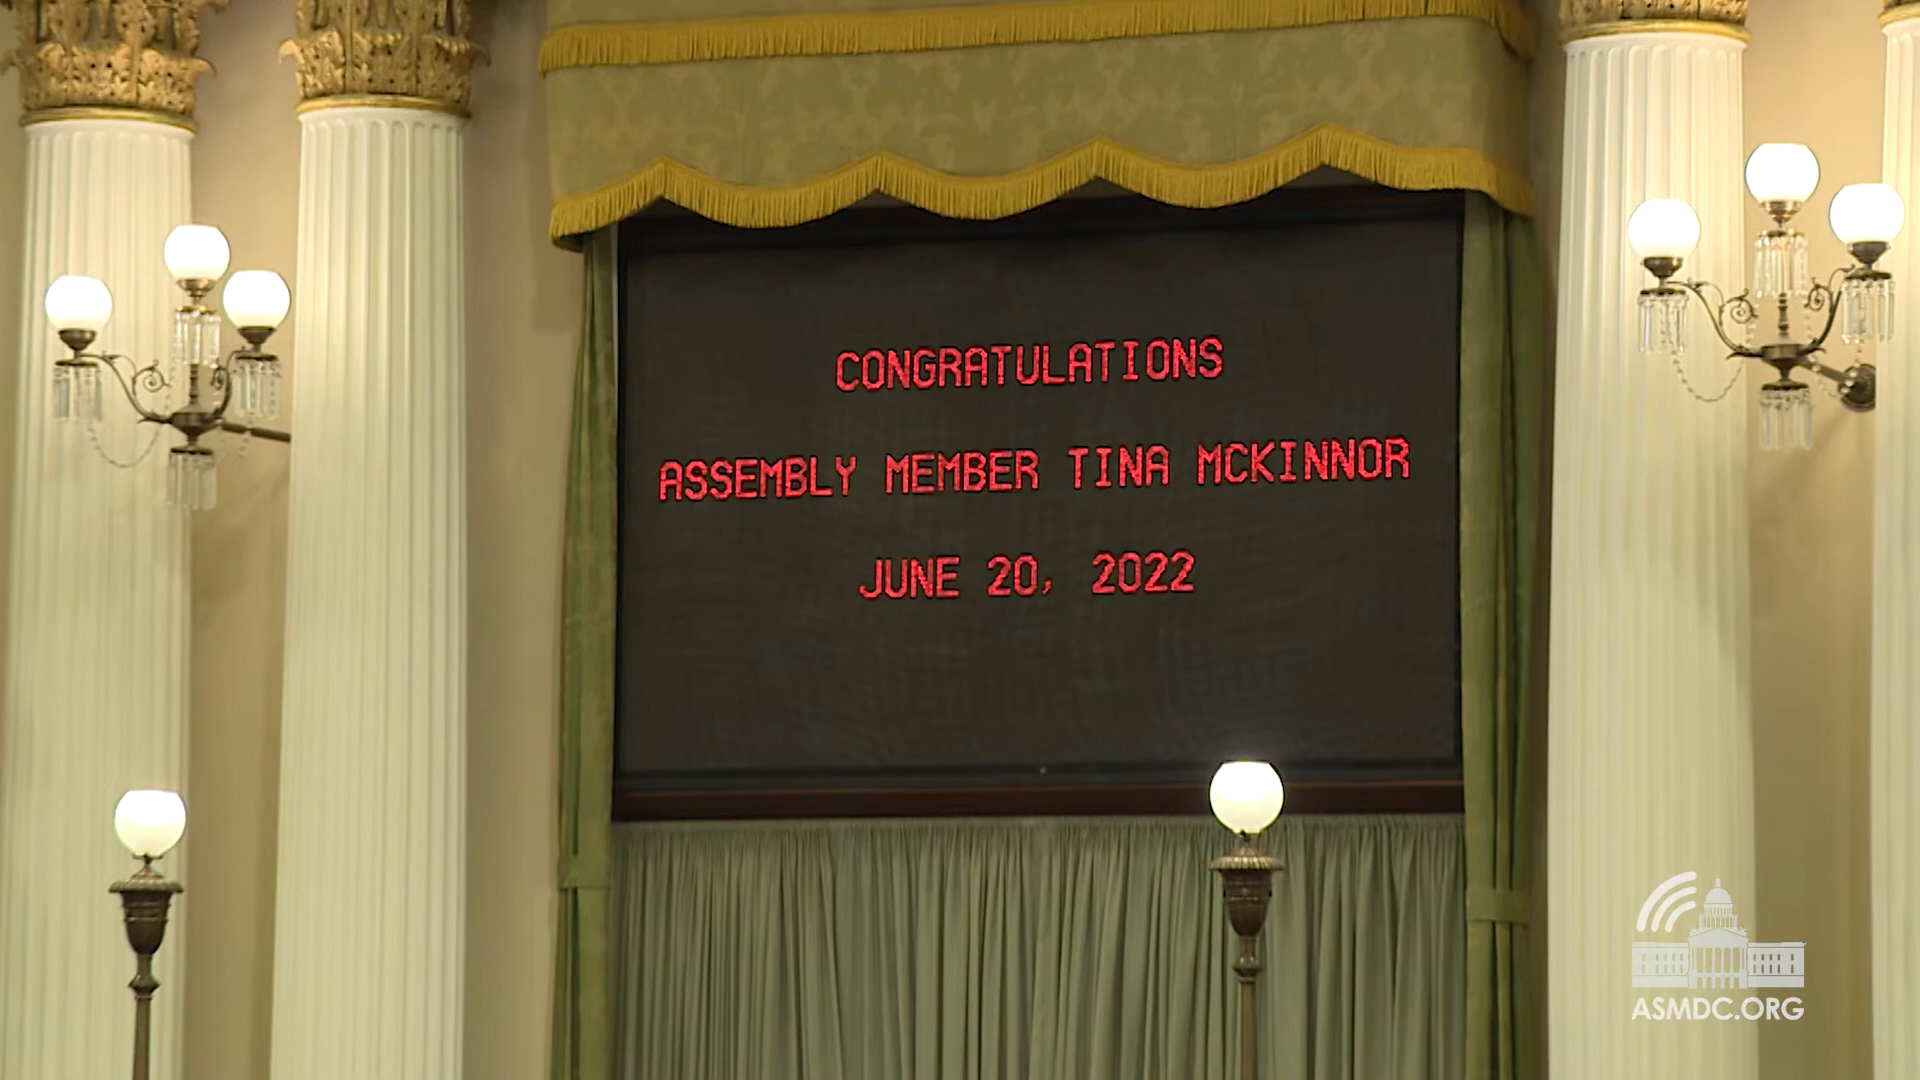 CONGRATULATIONS
ASSEMBLY MEMBER TINA MCKINNOR
JUNE 20, 2022
ASMDC.ORG